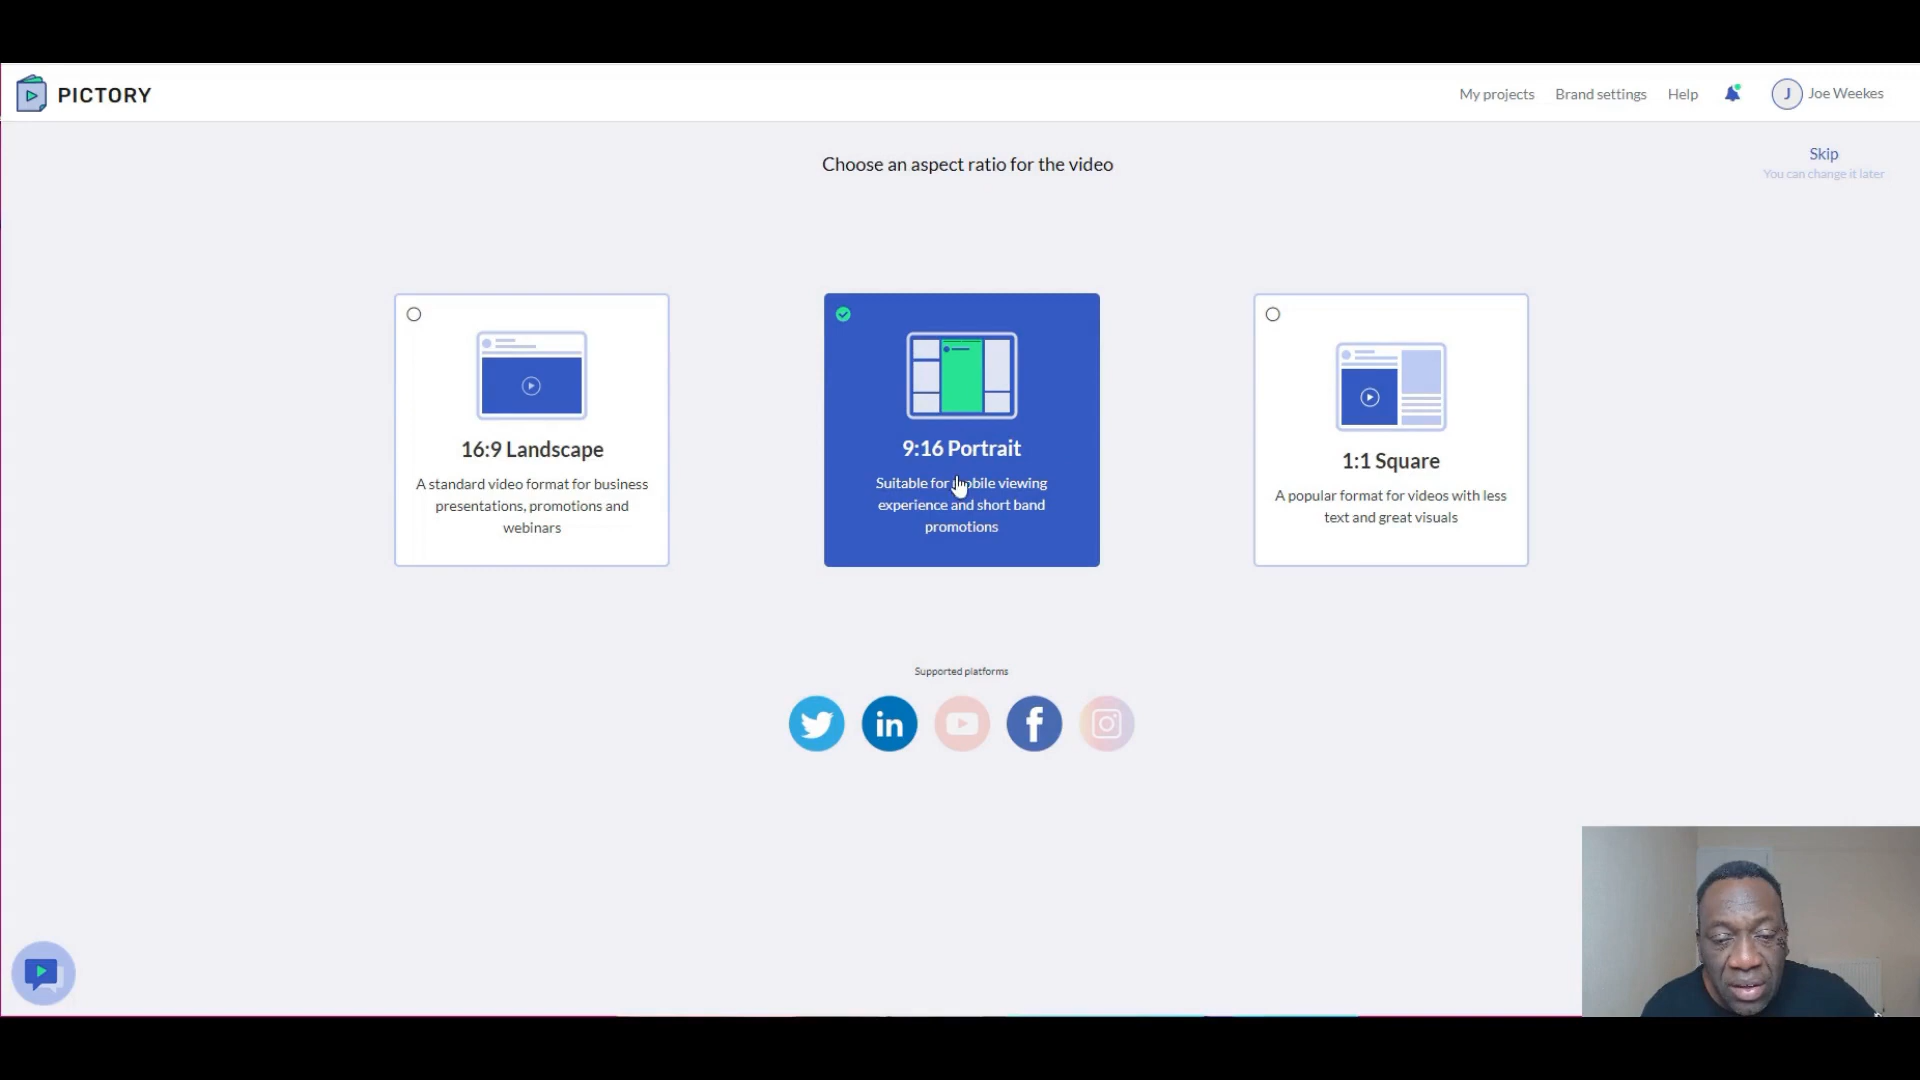 PICTORY
My projects Brand settings Help J Joe Weekes
Choose an aspect ratio for the video
Skip
You can change it later
16:9 Landscape
A standard video format for business
presentations, promotions and
webinars
9:16 Portrait
Suitable for mobile viewing
experience and short band
promotions
1:1 Square
A popular format for videos with less
text and great visuals
Supported platforms
in f